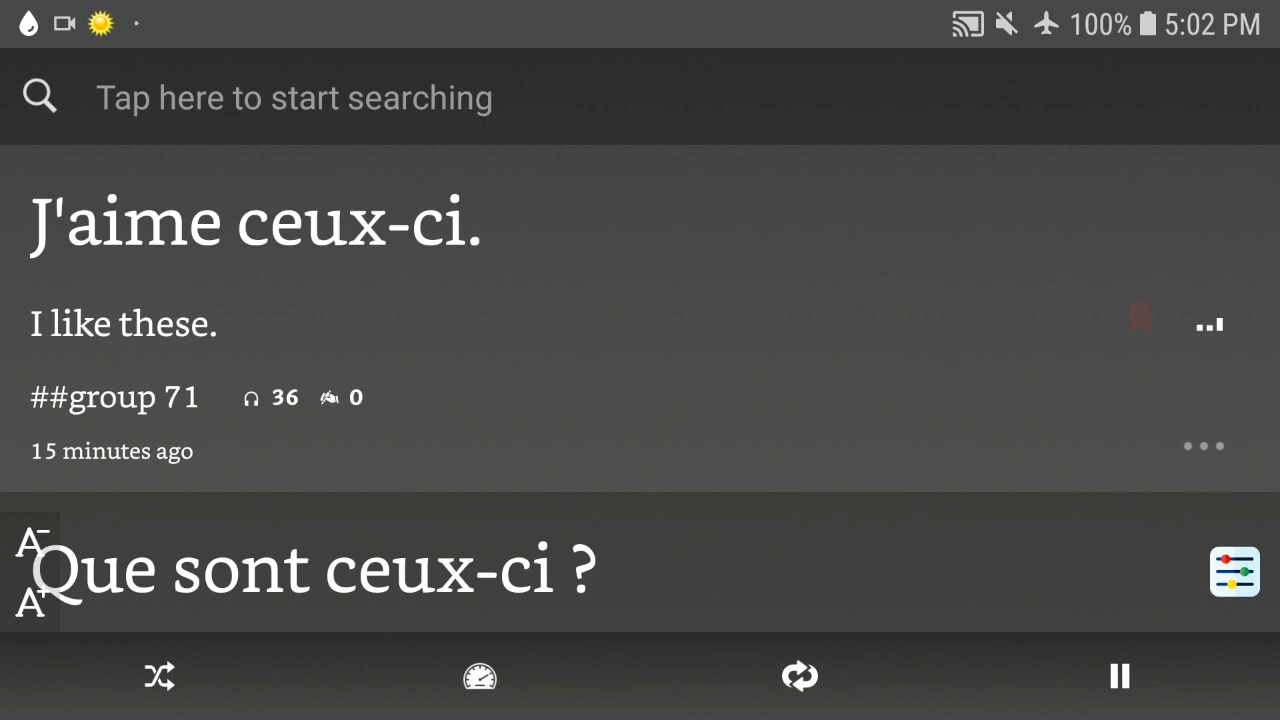 100% 5:02 PM
Tap here to start searching
J'aime ceux-ci.
I like these.
##group 71 36 0
15 minutes ago
A-
Que sont ceux-ci ?
A+